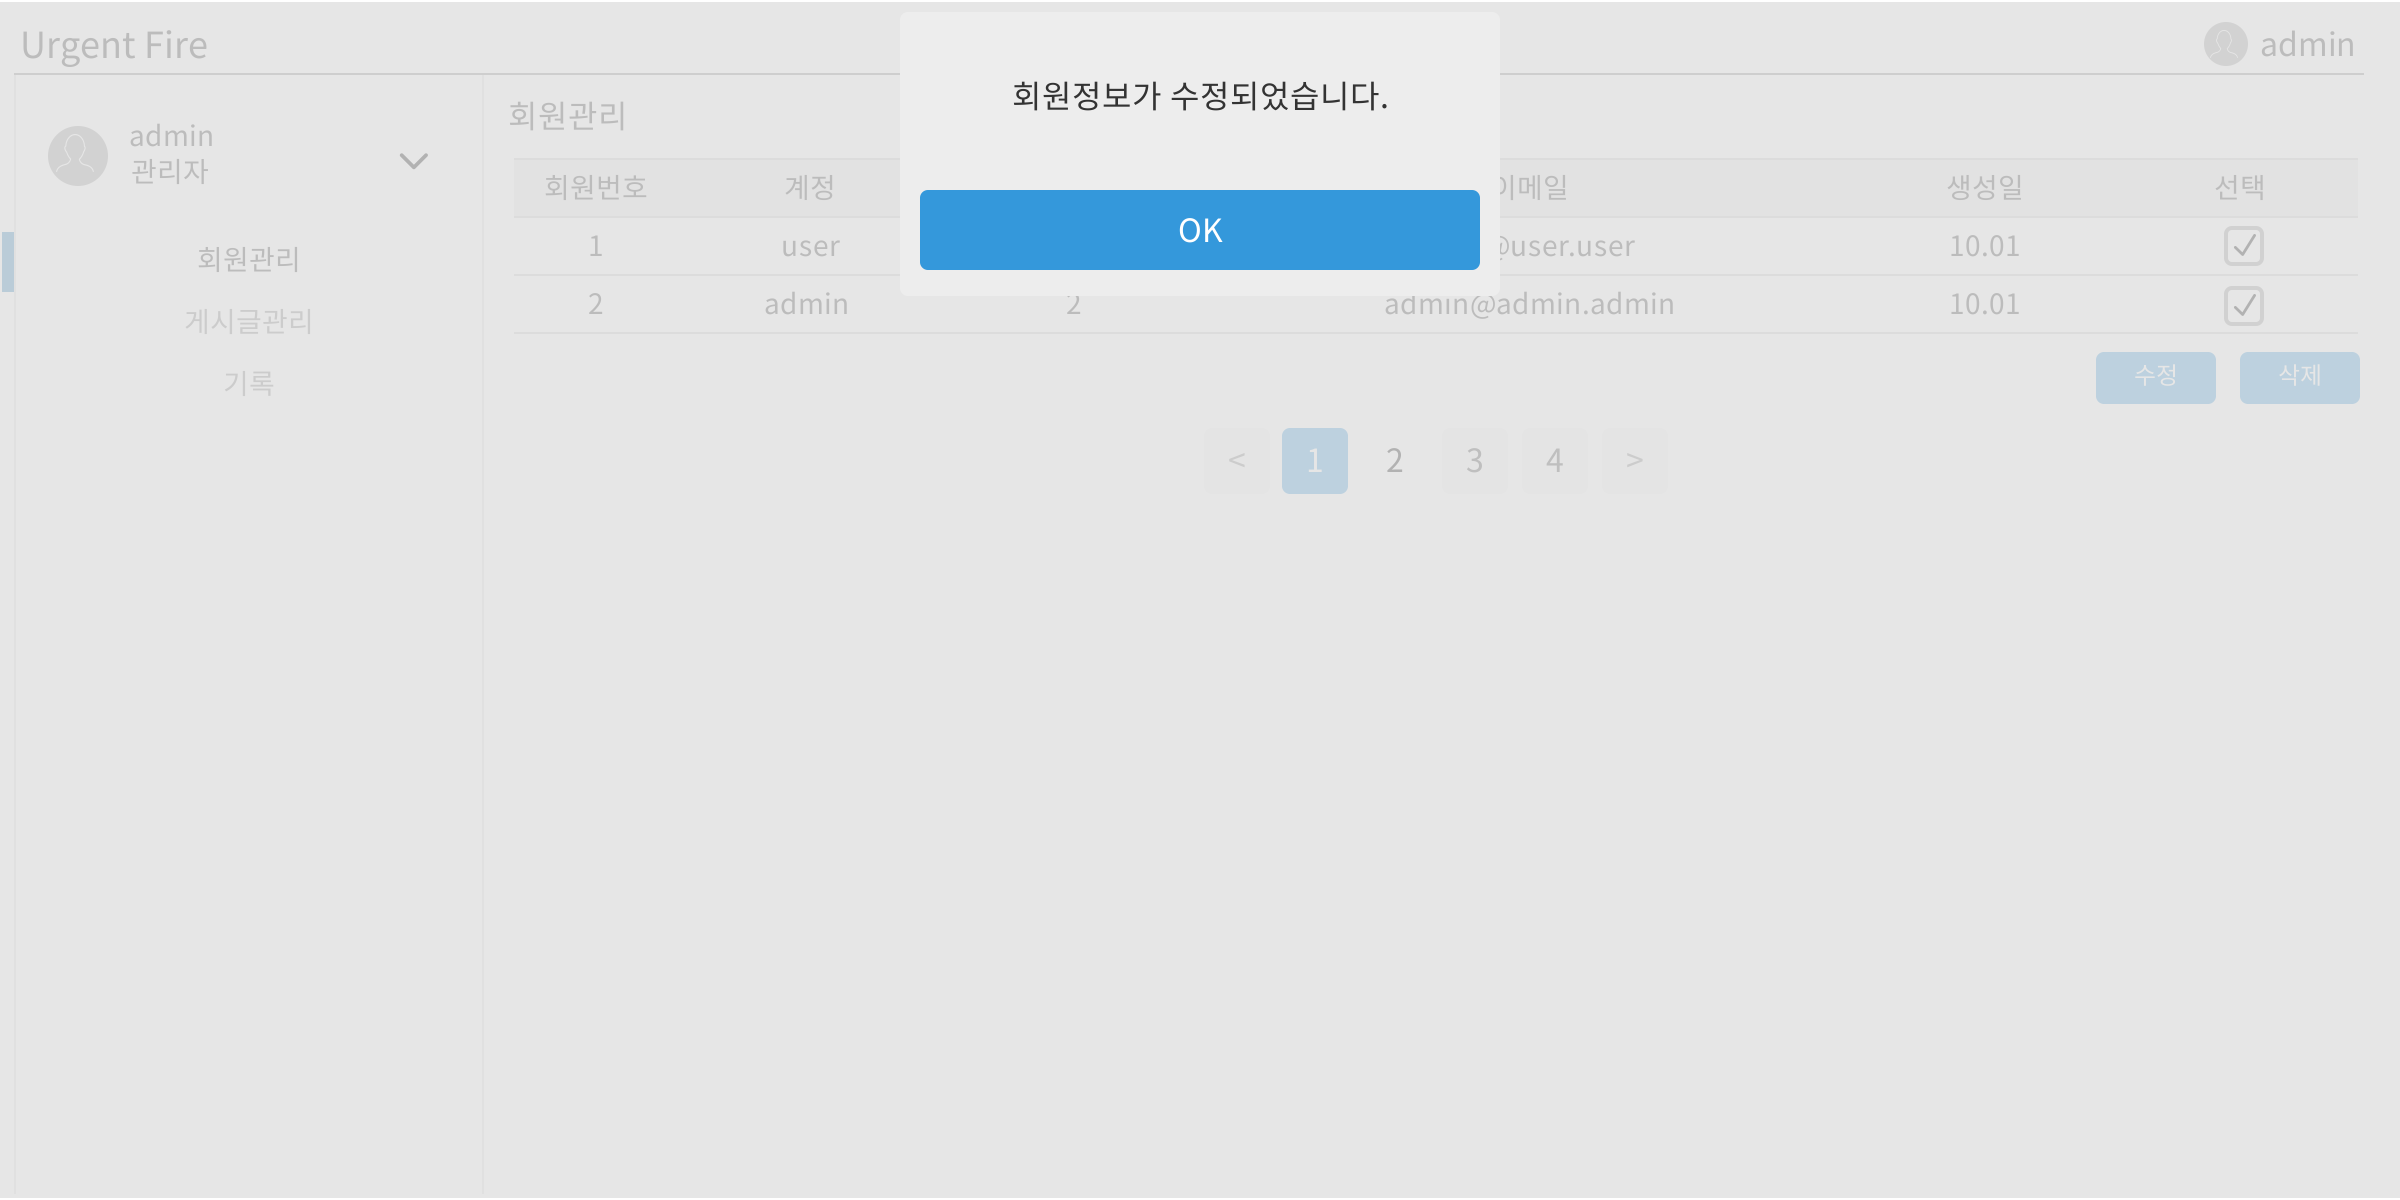 Urgent Fire
admin
회원정보가 수정되었습니다.
OK
admin
관리자
회원관리
게시글관리
기록
회원관리
회원번호 계정 생성일 선택
1 user @user.user 10.01
2 admin 2 admin@admin.admin 10.01
수정 삭제
< 1 2 3 4 >